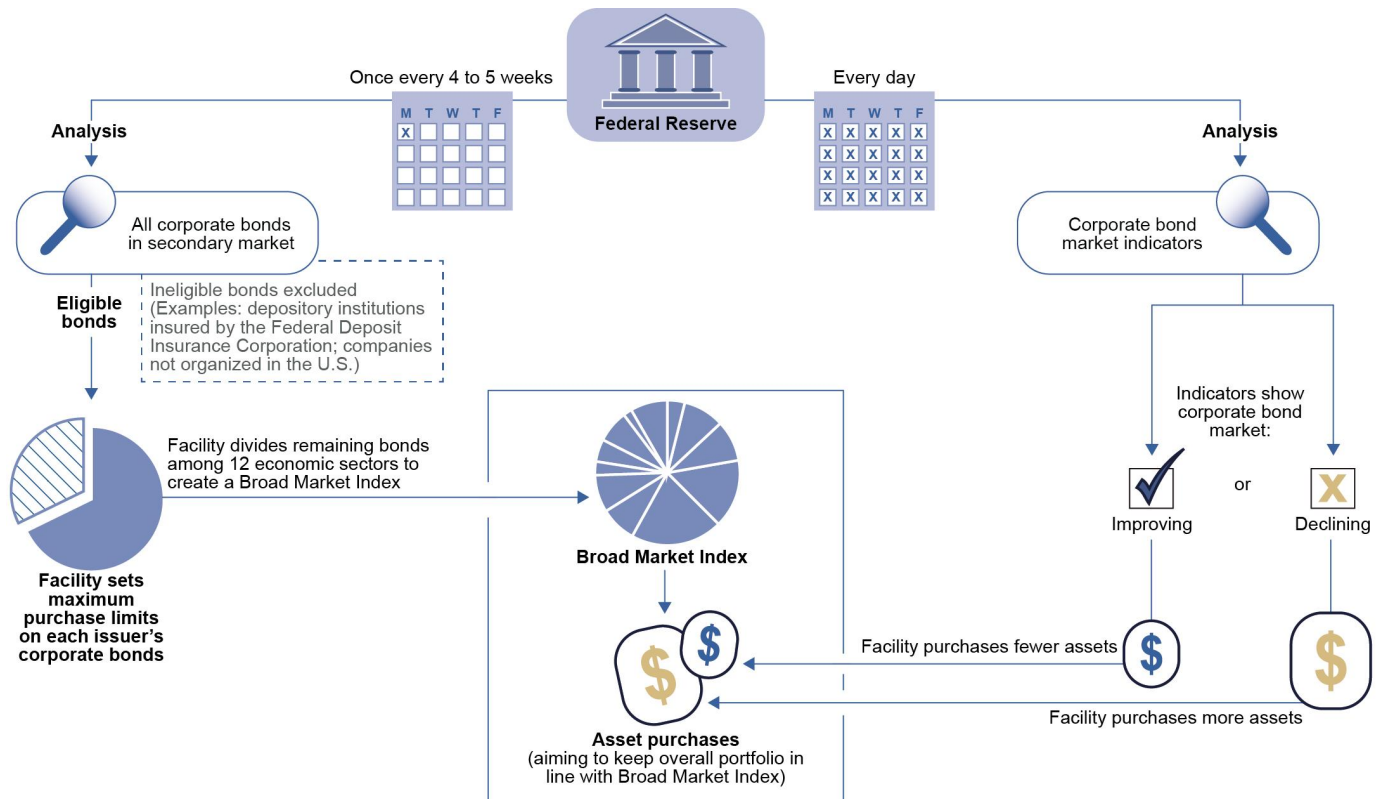 Once every 4 to 5 weeks
M T W T F
X
Federal Reserve
Every day
M T W T F
X X X X X
X X X X X
X X X X X
X X X X X
Analysis
All corporate bonds
in secondary market
Eligible
bonds
Ineligible bonds excluded
(Examples: depository institutions
insured by the Federal Deposit
Insurance Corporation; companies
not organized in the U.S.)
Facility sets
maximum
purchase limits
on each issuer’s
corporate bonds
Facility divides remaining bonds
among 12 economic sectors to
create a Broad Market Index
Broad Market Index
$ $
Asset purchases
(aiming to keep overall portfolio in
line with Broad Market Index)
Analysis
Corporate bond
market indicators
Indicators show
corporate bond
market:
or
X
Improving
Declining
$
$
Facility purchases fewer assets
Facility purchases more assets